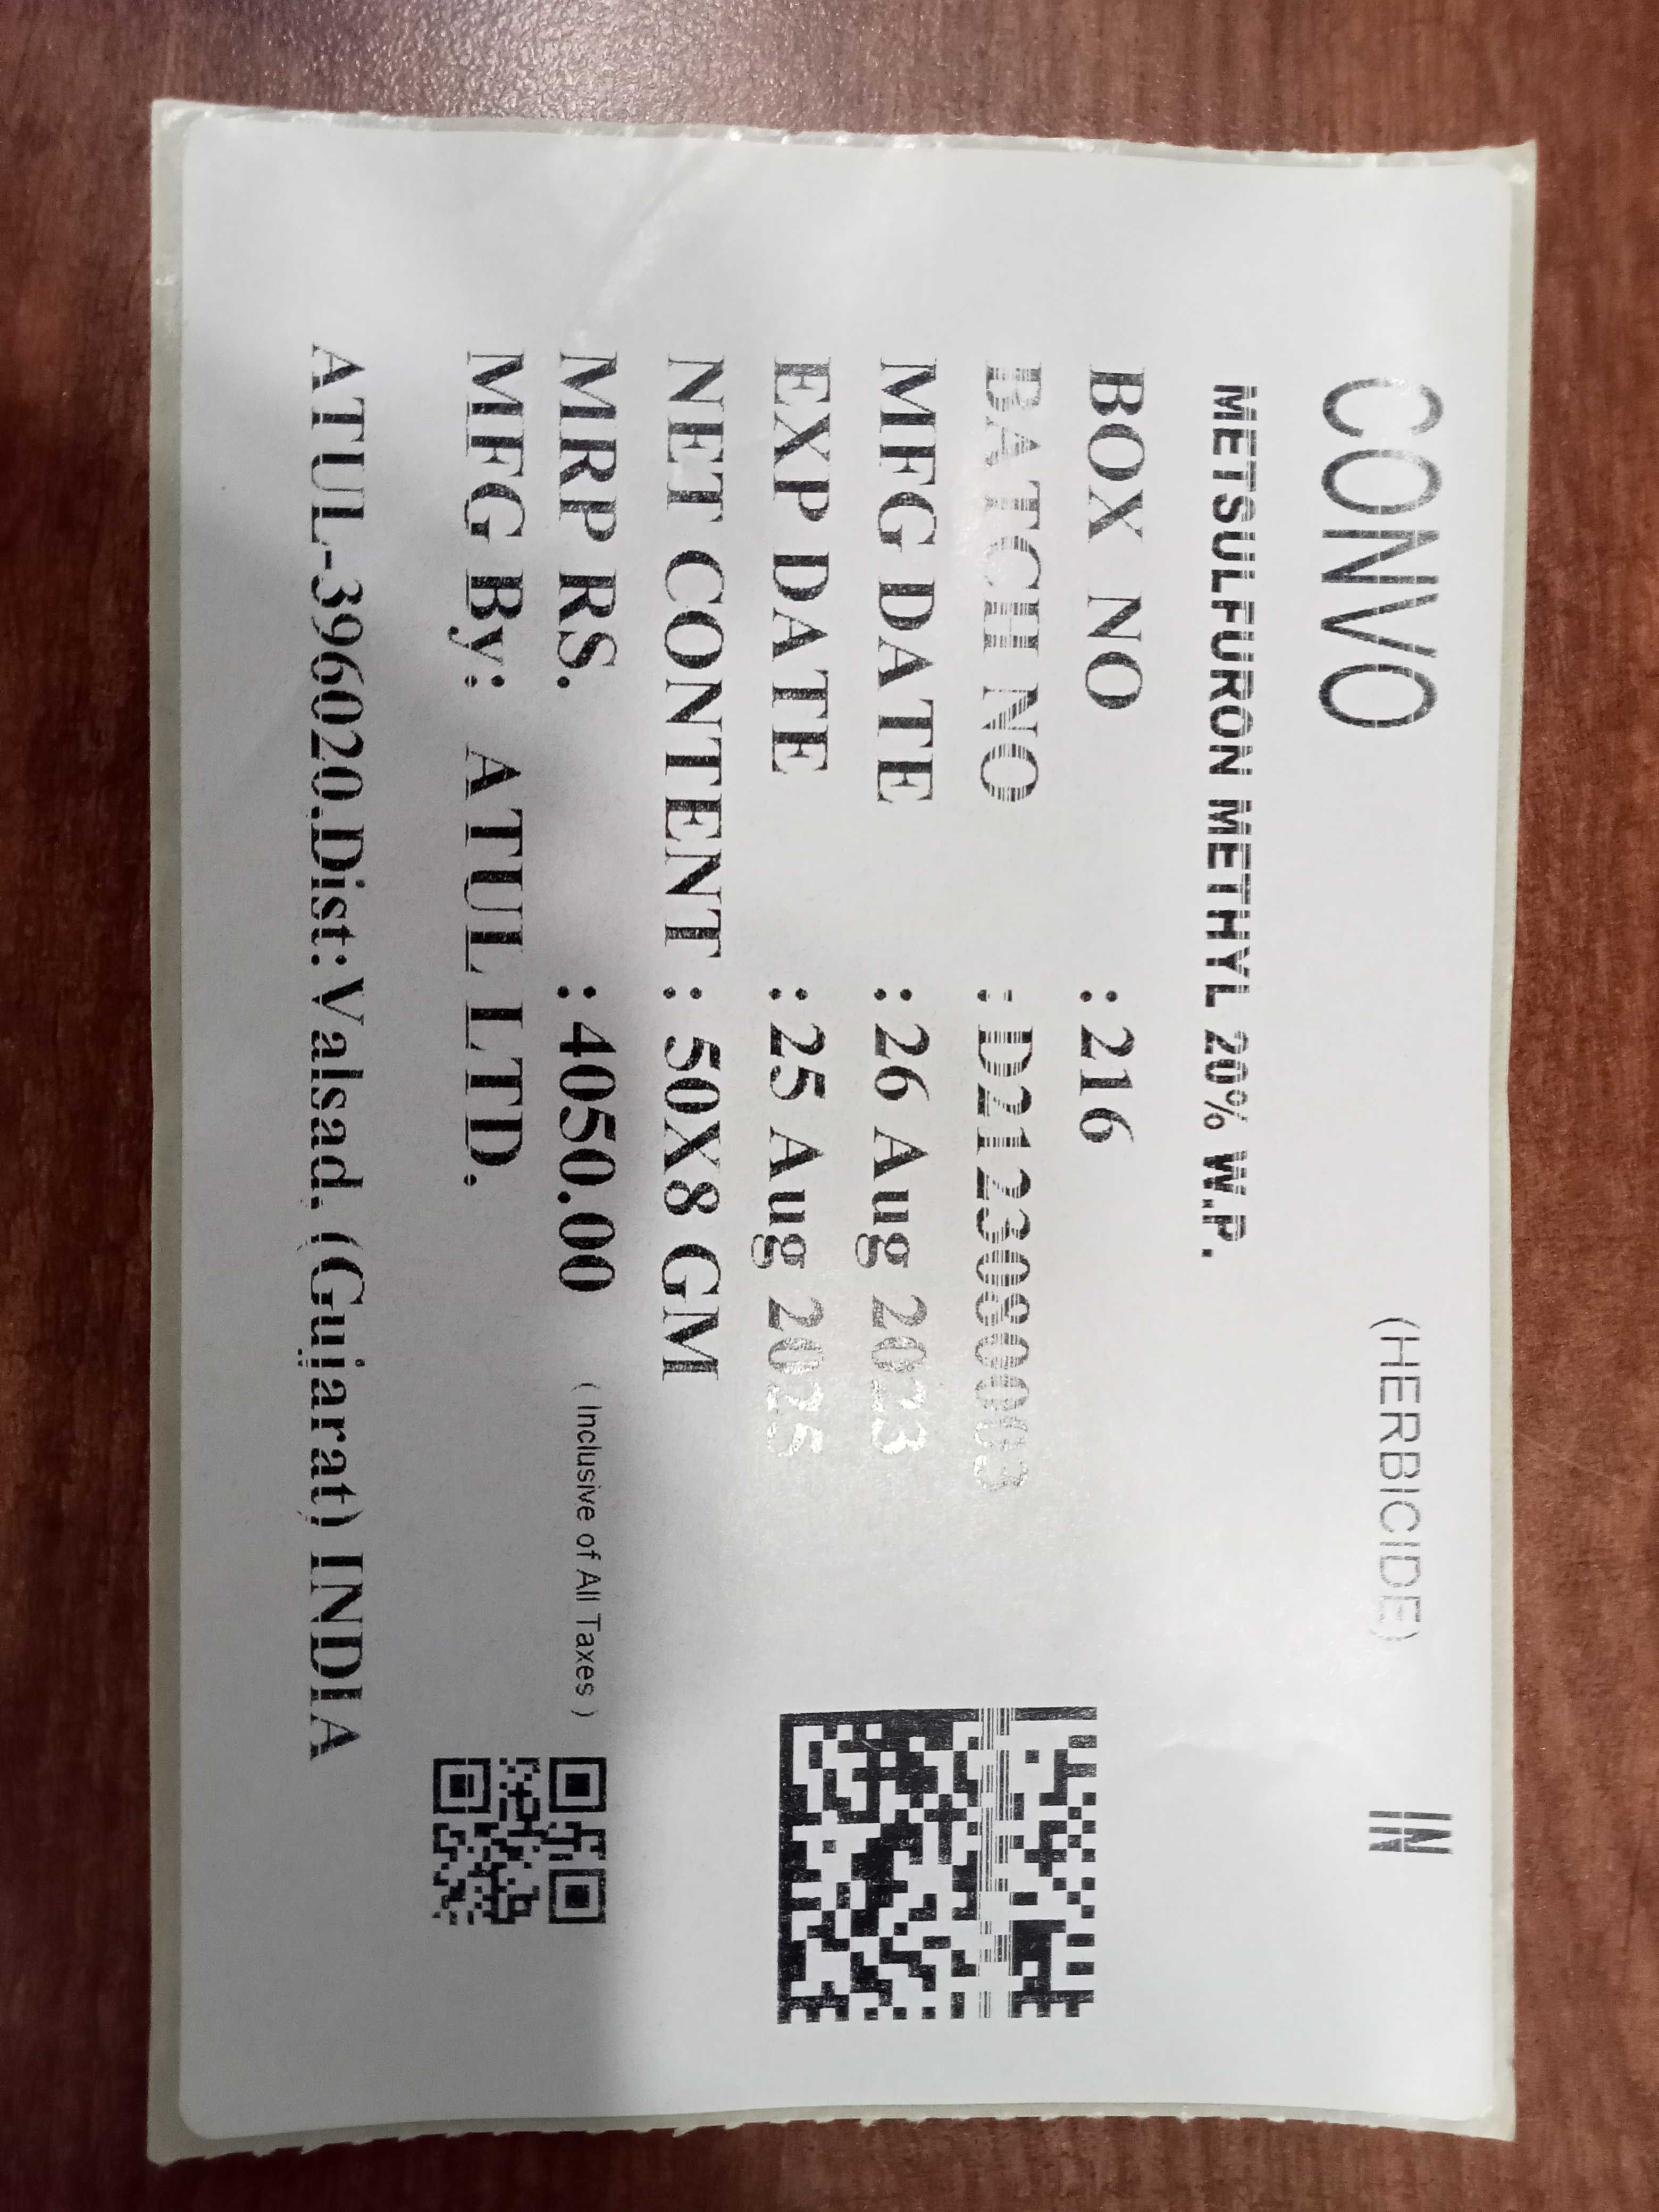 CONVO (HERBICIDE) IN
METSULFURON METHYL 20% W.P.
BOX NO : 216
BATCH NO : D212308003
MFG DATE : 26 Aug 2023
EXP DATE : 25 Aug 2025
NET CONTENT : 50X8 GM
MRP RS. : 4050.00 ( Inclusive of All Taxes )
MFG By: ATUL LTD.
ATUL-396020.Dist:Valsad. (Gujarat) INDIA